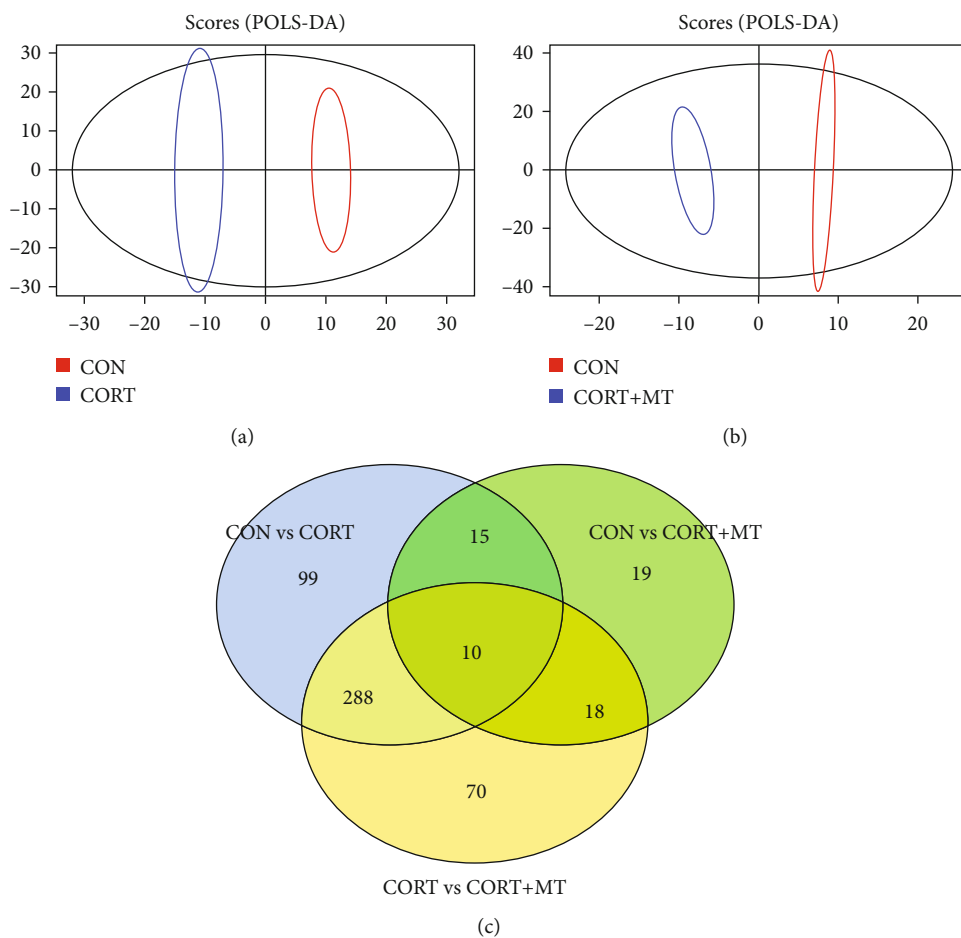 Scores (POLS-DA)
30
20
10
0
−10
−20
−30
−30 −20 −10 0 10 20 30
CON
CORT
(a)
Scores (POLS-DA)
40
20
0
−20
−40
−20 −10 0 10 20
CON
CORT+MT
(b)
CON vs CORT
15
CON vs CORT+MT
99
19
10
288
18
70
CORT vs CORT+MT
(c)